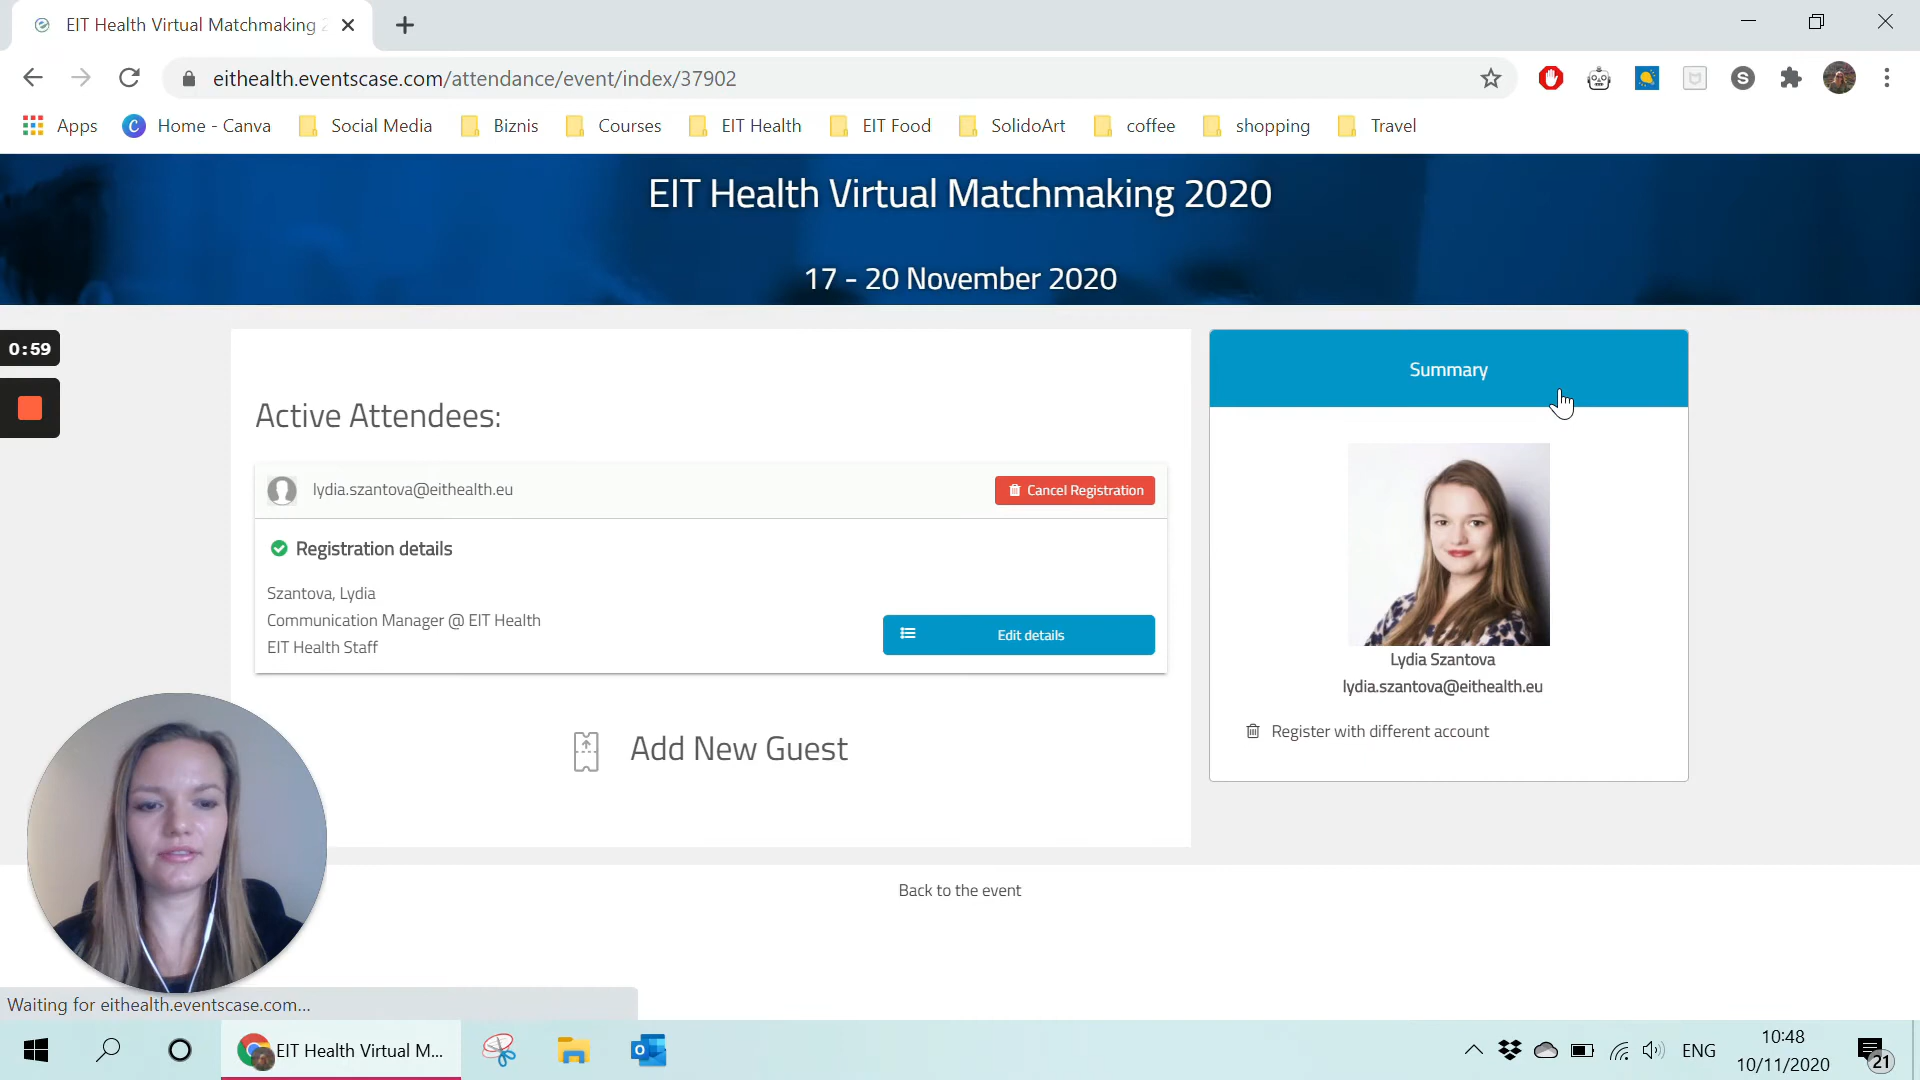 EIT Health Virtual Matchmaking 2
eithealth.eventscase.com/attendance/event/index/37902
Apps
Home - Canva
Social Media
Biznis
Courses
EIT Health
EIT Food
SolidoArt
coffee
shopping
Travel
EIT Health Virtual Matchmaking 2020
17 - 20 November 2020
0:59
Active Attendees:
lydia.szantova@eithealth.eu
Cancel Registration
Registration details
Szantova, Lydia
Communication Manager @ EIT Health
EIT Health Staff
Edit details
Add New Guest
Summary
Lydia Szantova
lydia.szantova@eithealth.eu
Register with different account
Back to the event
Waiting for eithealth.eventscase.com...
EIT Health Virtual M...
ENG
10:48
10/11/2020
21